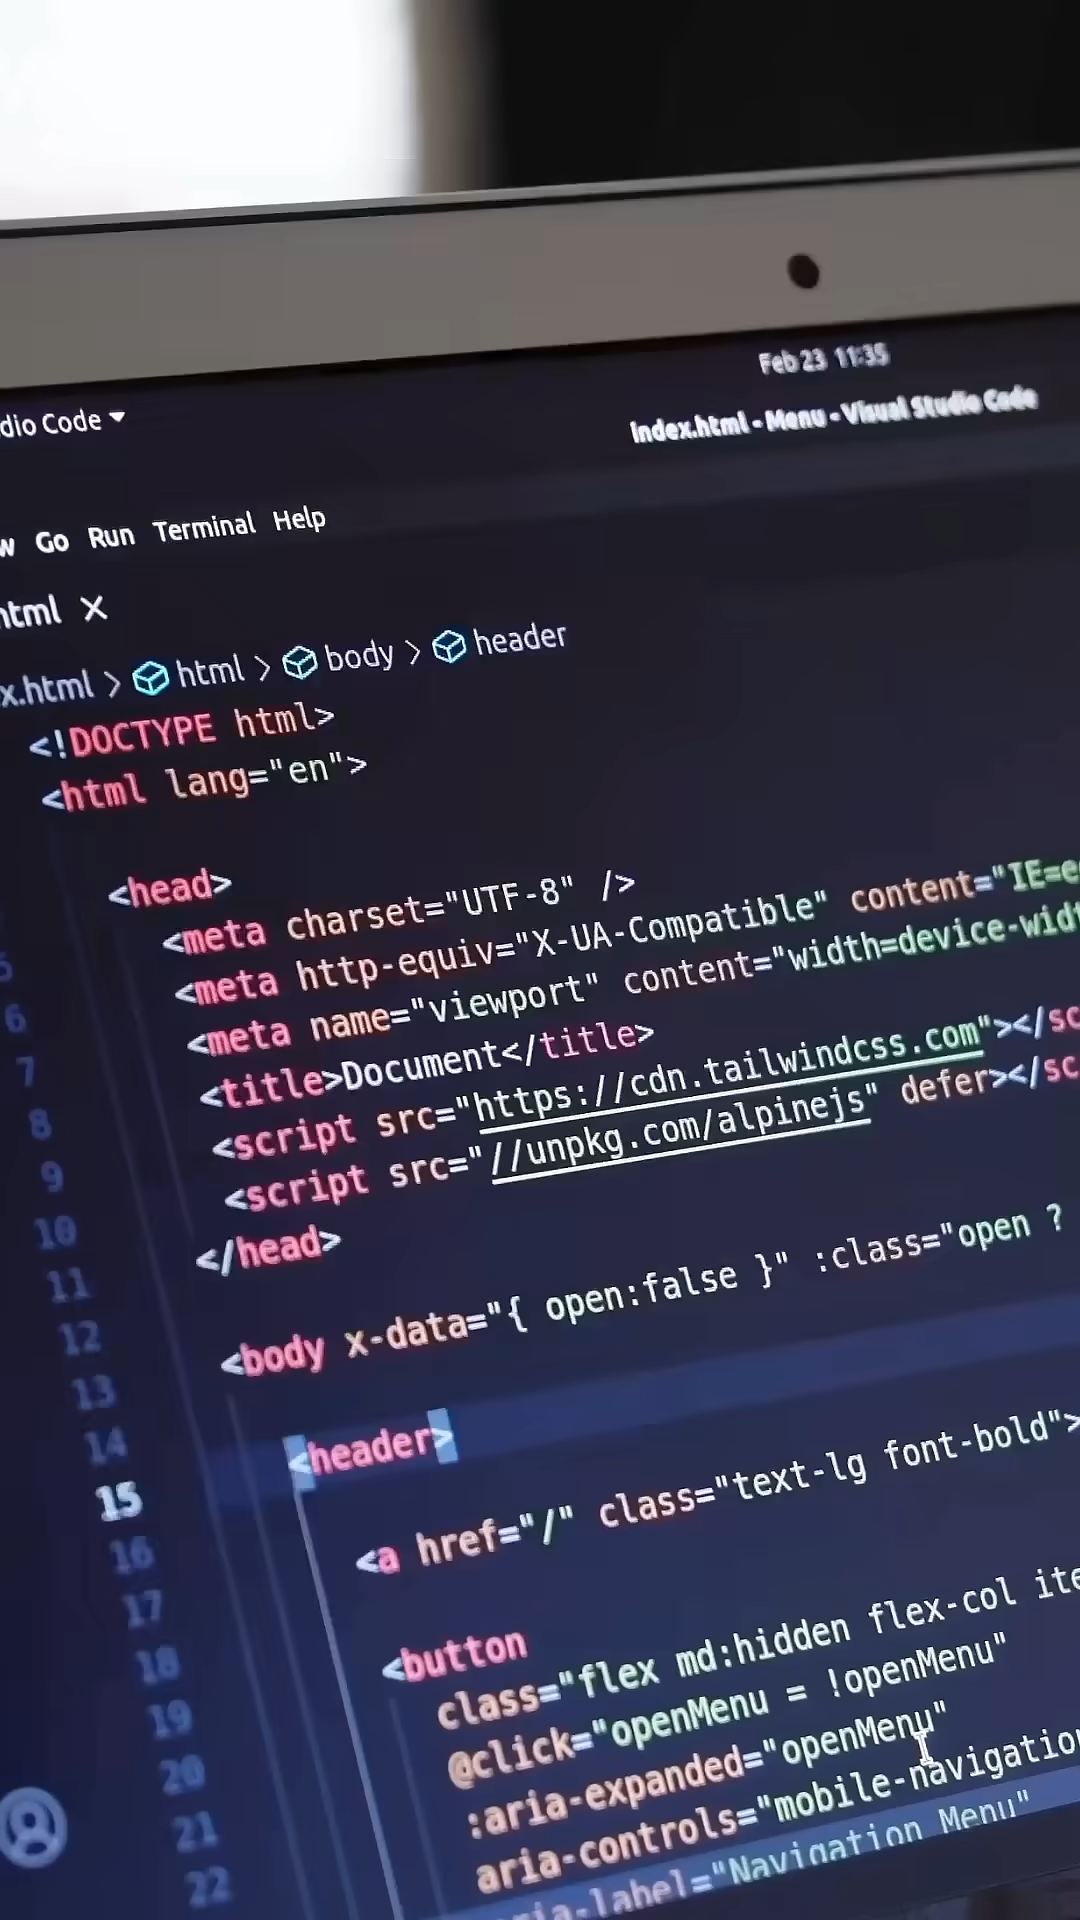 Feb 23 11:35
dio Code
Index.html - Menu - Visual Studio Code
w Go Run Terminal Help
html ×
x.html > html > body > header
<!DOCTYPE html>
<html lang="en">
<head>
<meta charset="UTF-8" />
5 <meta http-equiv="X-UA-Compatible" content="IE=e
6 <meta name="viewport" content="width=device-widt
7 <title>Document</title>
8 <script src="https://cdn.tailwindcss.com"></sc
9 <script src="//unpkg.com/alpinejs" defer></sc
10 </head>
11
12 <body x-data="{ open:false }" :class="open ?
13
14 <header>
15
16 <a href="/" class="text-lg font-bold">
17
18 <button
19 class="flex md:hidden flex-col ite
20 @click="openMenu = !openMenu"
21 :aria-expanded="openMenu"
22 aria-controls="mobile-navigation
aria-label="Navigation Menu"